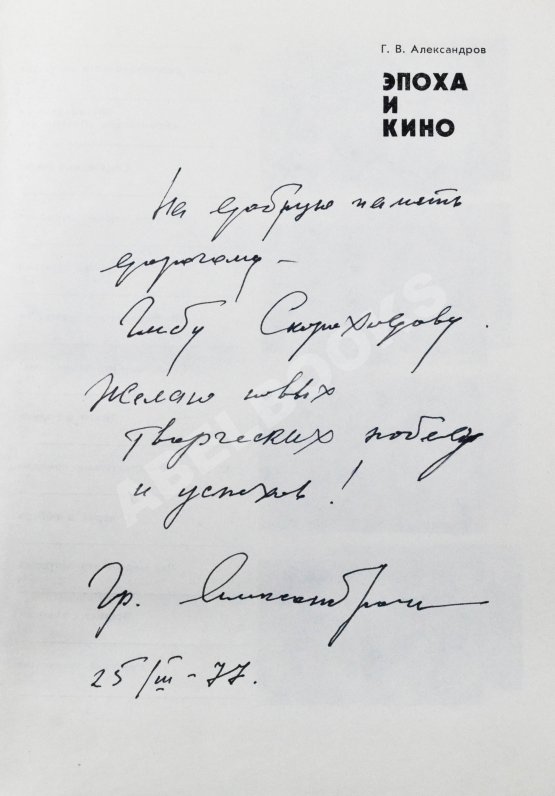 Г. В. Александров
ЭПОХА
И
КИНО
На добрую память
дорогому –
Глебу Скороходову.
Желаю новых
творческих побед
и успехов!
Гр. Александров
25/III – 77.
ABELBOOKS